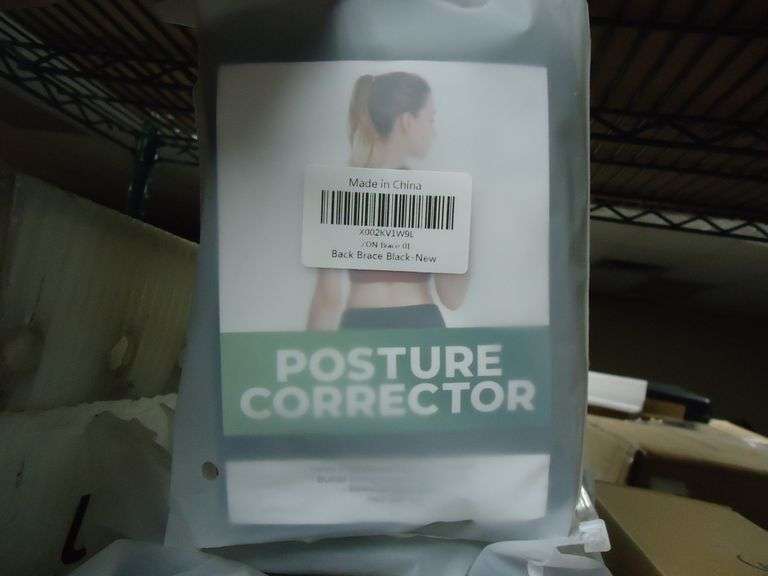 Made in China
X002KV1W9L
Back Brace Black-New
POSTURE
CORRECTOR